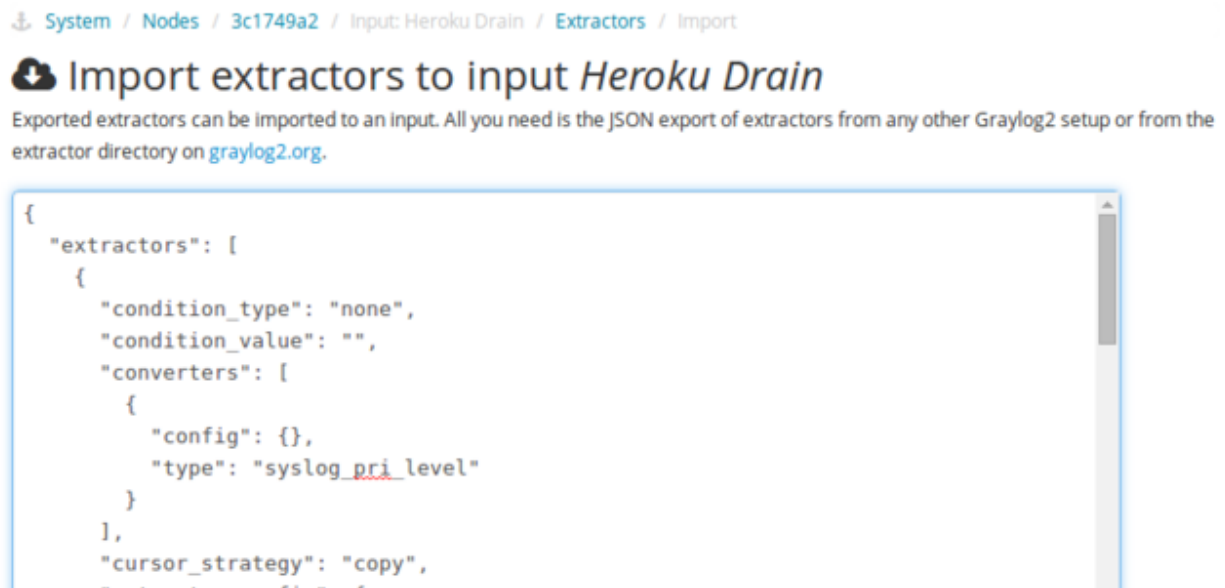 System / Nodes / 3c1749a2 / Input: Heroku Drain / Extractors / Import
Import extractors to input Heroku Drain
Exported extractors can be imported to an input. All you need is the JSON export of extractors from any other Graylog2 setup or from the
extractor directory on graylog2.org.
{
"extractors": [
{
"condition_type": "none",
"condition_value": "",
"converters": [
{
"config": {},
"type": "syslog_pri_level"
}
],
"cursor_strategy": "copy",